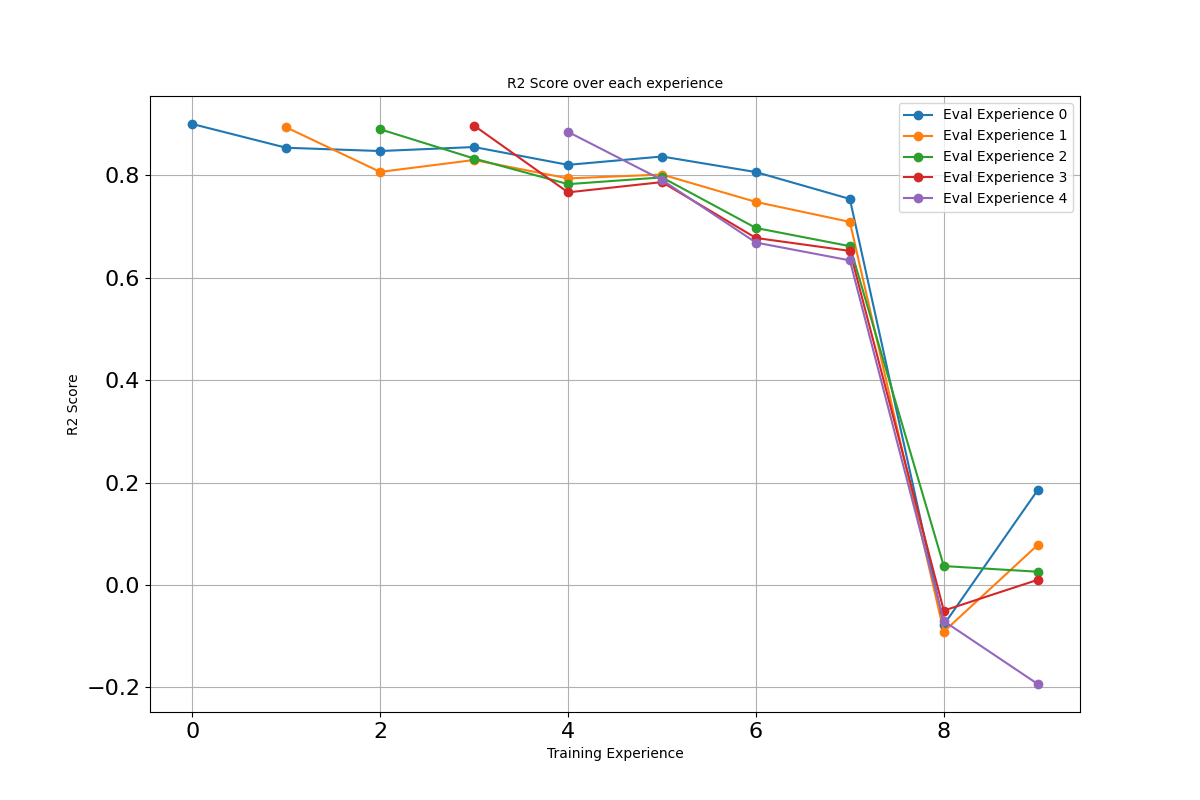 R2 Score over each experience
Eval Experience 0
Eval Experience 1
Eval Experience 2
Eval Experience 3
Eval Experience 4
0.8
0.6
0.4
0.2
0.0
−0.2
R2 Score
0 2 4 6 8
Training Experience